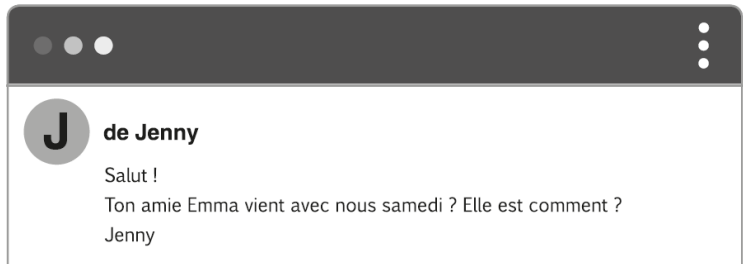 J
de Jenny
Salut !
Ton amie Emma vient avec nous samedi ? Elle est comment ?
Jenny